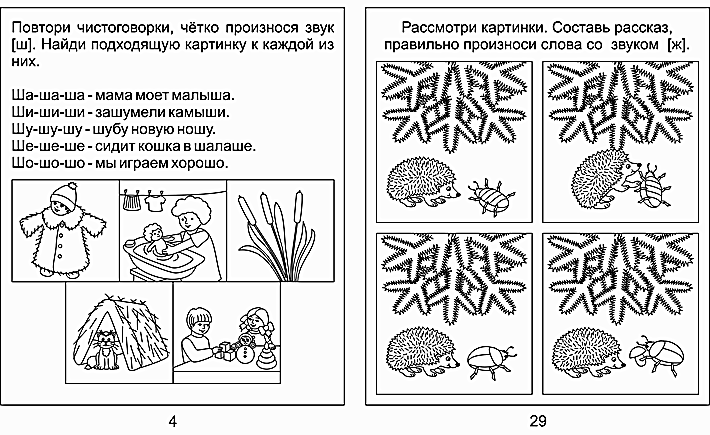 Повтори чистоговорки, чётко произнося звук
[ш]. Найди подходящую картинку к каждой из
них.
Ша-ша-ша - мама моет малыша.
Ши-ши-ши - зашумели камыши.
Шу-шу-шу - шубу новую ношу.
Ше-ше-ше - сидит кошка в шалаше.
Шо-шо-шо - мы играем хорошо.
4
Рассмотри картинки. Составь рассказ,
правильно произноси слова со звуком [ж].
29